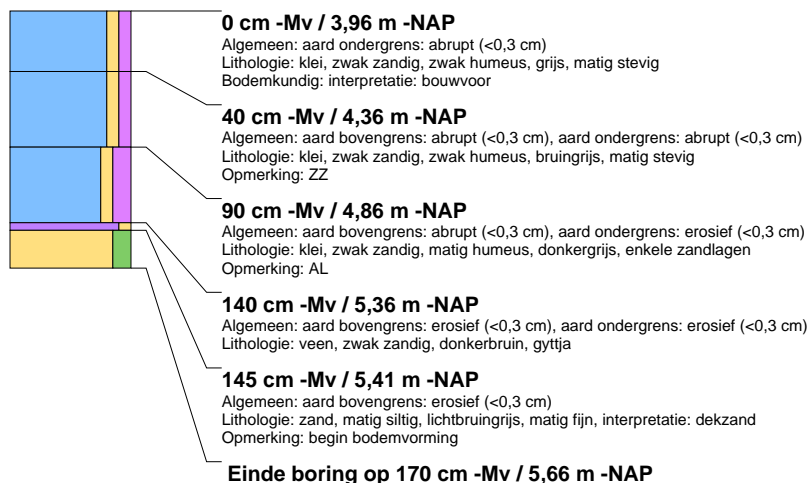 0 cm -Mv / 3,96 m -NAP
Algemeen: aard ondergrens: abrupt (<0,3 cm)
Lithologie: klei, zwak zandig, zwak humeus, grijs, matig stevig
Bodemkundig: interpretatie: bouwvoor
40 cm -Mv / 4,36 m -NAP
Algemeen: aard bovengrens: abrupt (<0,3 cm), aard ondergrens: abrupt (<0,3 cm)
Lithologie: klei, zwak zandig, zwak humeus, bruingrijs, matig stevig
Opmerking: ZZ
90 cm -Mv / 4,86 m -NAP
Algemeen: aard bovengrens: abrupt (<0,3 cm), aard ondergrens: erosief (<0,3 cm)
Lithologie: klei, zwak zandig, matig humeus, donkergrijs, enkele zandlagen
Opmerking: AL
140 cm -Mv / 5,36 m -NAP
Algemeen: aard bovengrens: erosief (<0,3 cm), aard ondergrens: erosief (<0,3 cm)
Lithologie: veen, zwak zandig, donkerbruin, gyttja
145 cm -Mv / 5,41 m -NAP
Algemeen: aard bovengrens: erosief (<0,3 cm)
Lithologie: zand, matig siltig, lichtbruingrijs, matig fijn, interpretatie: dekzand
Opmerking: begin bodemvorming
Einde boring op 170 cm -Mv / 5,66 m -NAP